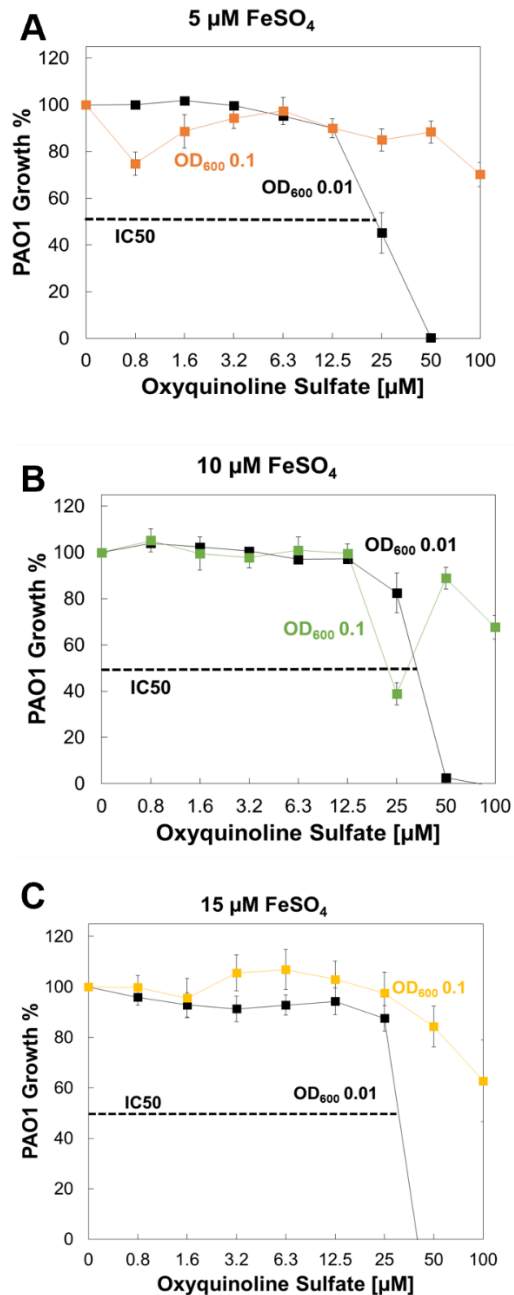 A
5 µM FeSO₄
PAO1 Growth %
120
100
80
60
40
20
0
OD₆₀₀ 0.1
OD₆₀₀ 0.01
IC50
0 0.8 1.6 3.2 6.3 12.5 25 50 100
Oxyquinoline Sulfate [µM]
B
10 µM FeSO₄
PAO1 Growth %
120
100
80
60
40
20
0
OD₆₀₀ 0.01
OD₆₀₀ 0.1
IC50
0 0.8 1.6 3.2 6.3 12.5 25 50 100
Oxyquinoline Sulfate [µM]
C
15 µM FeSO₄
PAO1 Growth %
120
100
80
60
40
20
0
OD₆₀₀ 0.1
IC50
OD₆₀₀ 0.01
0 0.8 1.6 3.2 6.3 12.5 25 50 100
Oxyquinoline Sulfate [µM]